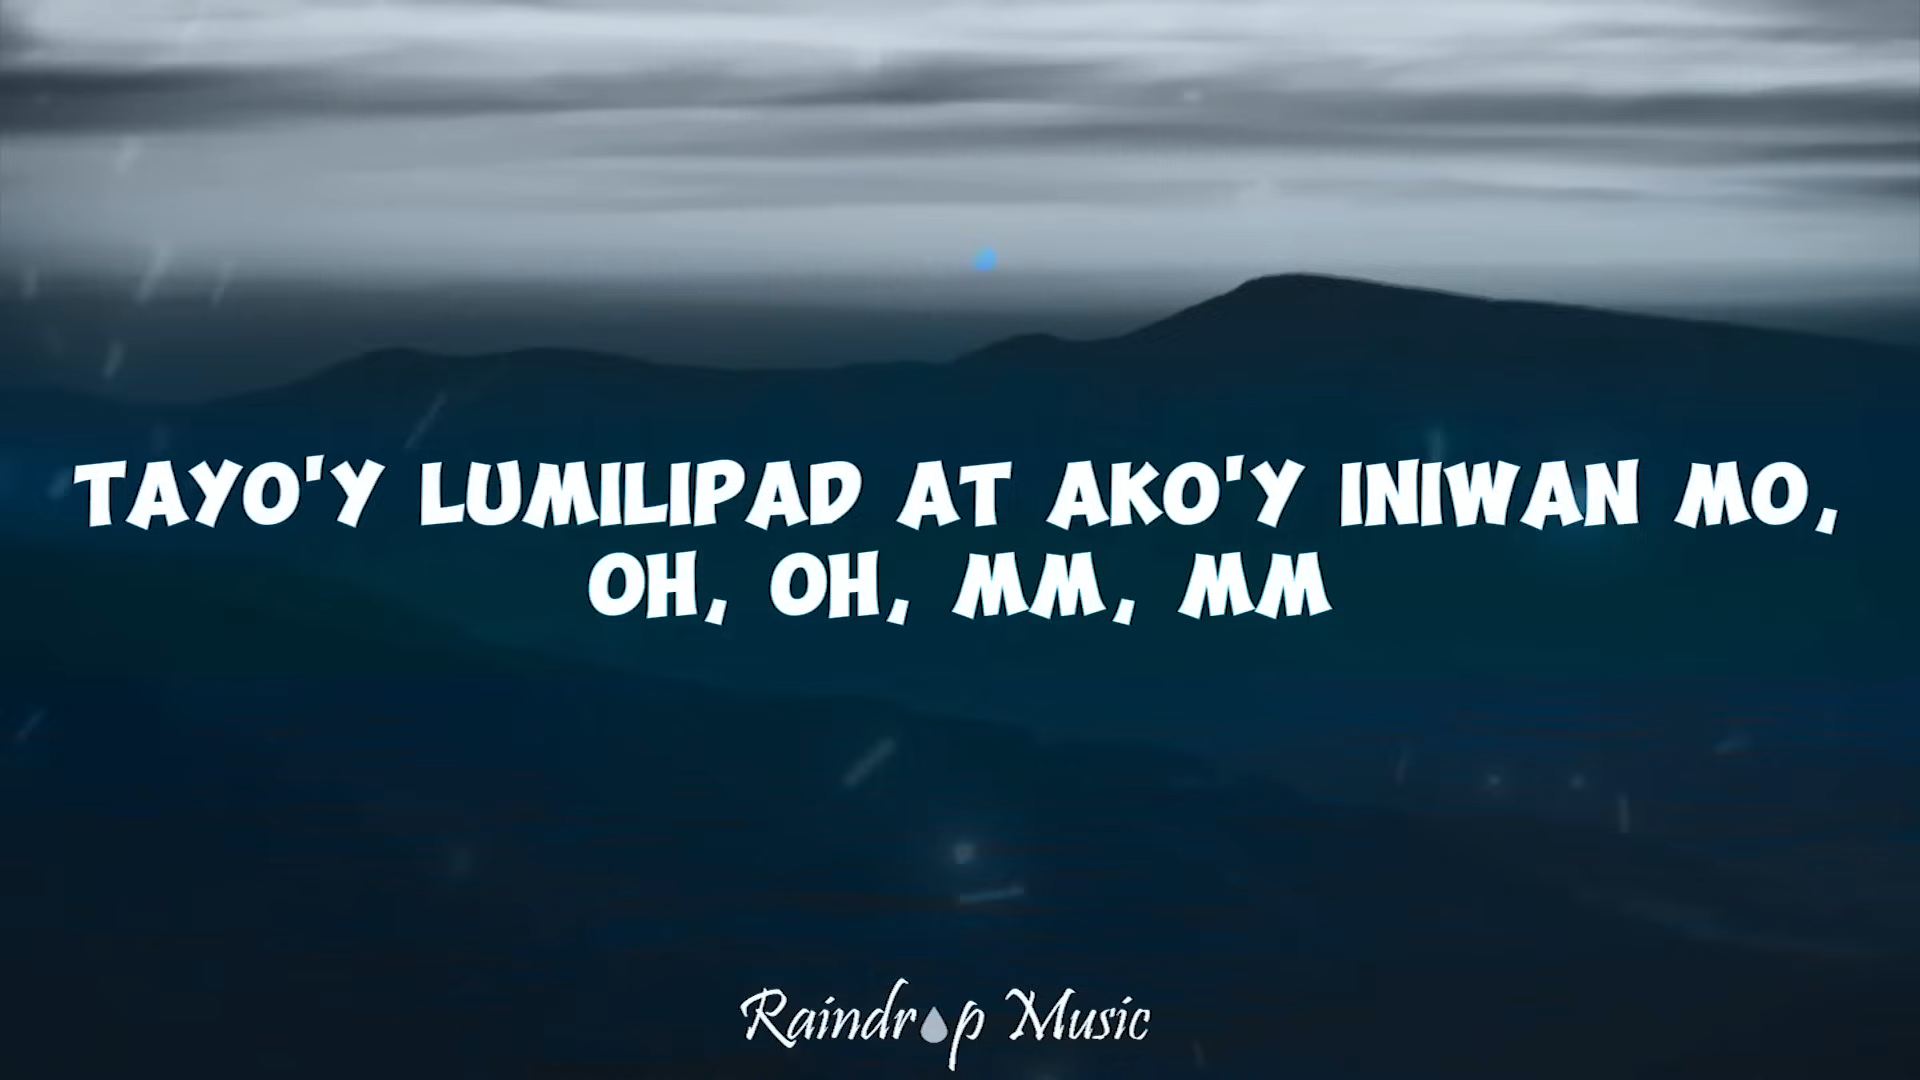 TAYO'Y LUMILIPAD AT AKO'Y INIWAN MO,
OH, OH, MM, MM
Raindrop Music